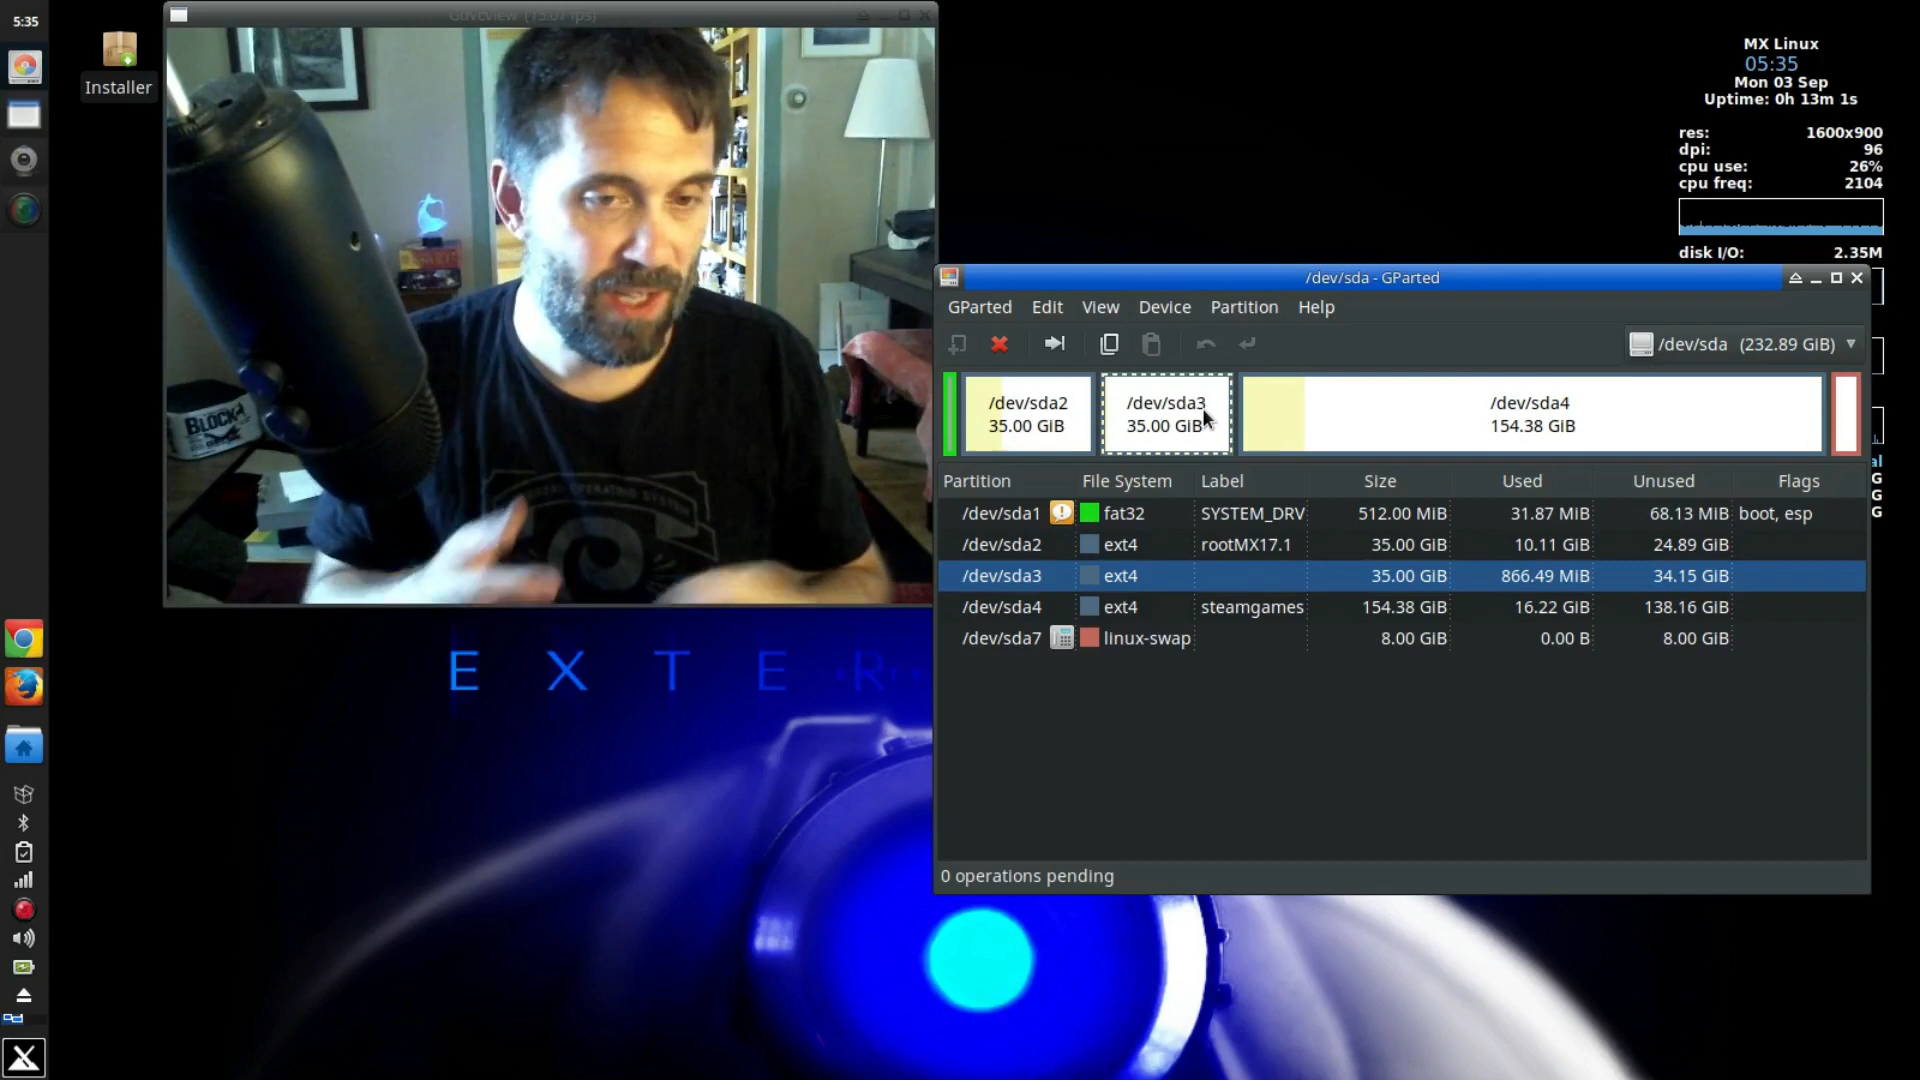 5:35
Installer
MX Linux
05:35
Mon 03 Sep
Uptime: 0h 13m 1s
res: 1600x900
dpi: 96
cpu use: 26%
cpu freq: 2104
disk I/O: 2.35M
BLOCK
/dev/sda - GParted
GParted Edit View Device Partition Help
/dev/sda (232.89 GiB)
/dev/sda2
35.00 GiB
/dev/sda3
35.00 GiB
/dev/sda4
154.38 GiB
Partition File System Label Size Used Unused Flags
/dev/sda1 fat32 SYSTEM_DRV 512.00 MiB 31.87 MiB 68.13 MiB boot, esp
/dev/sda2 ext4 rootMX17.1 35.00 GiB 10.11 GiB 24.89 GiB
/dev/sda3 ext4 35.00 GiB 866.49 MiB 34.15 GiB
/dev/sda4 ext4 steamgames 154.38 GiB 16.22 GiB 138.16 GiB
/dev/sda7 linux-swap 8.00 GiB 0.00 B 8.00 GiB
0 operations pending
al
G
G
G
E X T E R